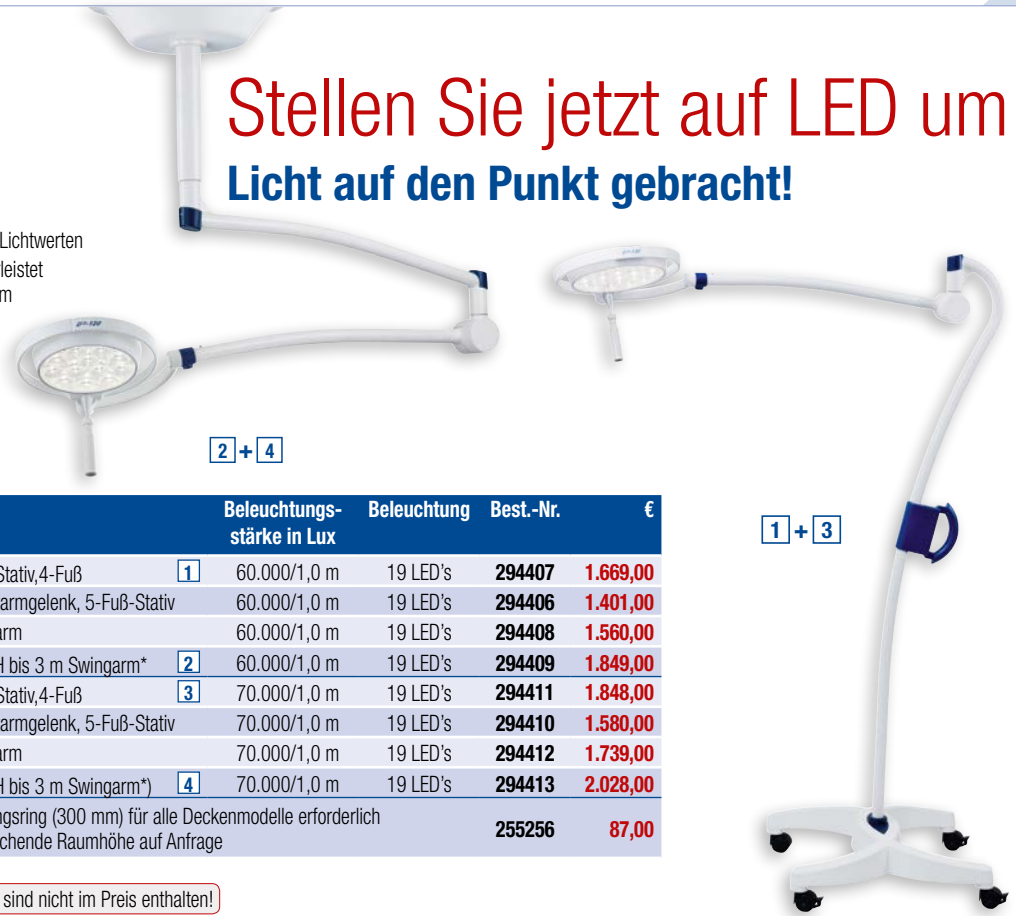 Stellen Sie jetzt auf LED um
Licht auf den Punkt gebracht!
Lichtwerten
leistet
m
2 + 4
1 + 3
Beleuchtungs- Beleuchtung Best.-Nr. €
stärke in Lux
Stativ,4-Fuß 1 60.000/1,0 m 19 LED's 294407 1.669,00
armgelenk, 5-Fuß-Stativ 60.000/1,0 m 19 LED's 294406 1.401,00
arm 60.000/1,0 m 19 LED's 294408 1.560,00
H bis 3 m Swingarm* 2 60.000/1,0 m 19 LED's 294409 1.849,00
Stativ,4-Fuß 3 70.000/1,0 m 19 LED's 294411 1.848,00
armgelenk, 5-Fuß-Stativ 70.000/1,0 m 19 LED's 294410 1.580,00
arm 70.000/1,0 m 19 LED's 294412 1.739,00
H bis 3 m Swingarm*) 4 70.000/1,0 m 19 LED's 294413 2.028,00
ngsring (300 mm) für alle Deckenmodelle erforderlich 255256 87,00
chende Raumhöhe auf Anfrage
sind nicht im Preis enthalten!